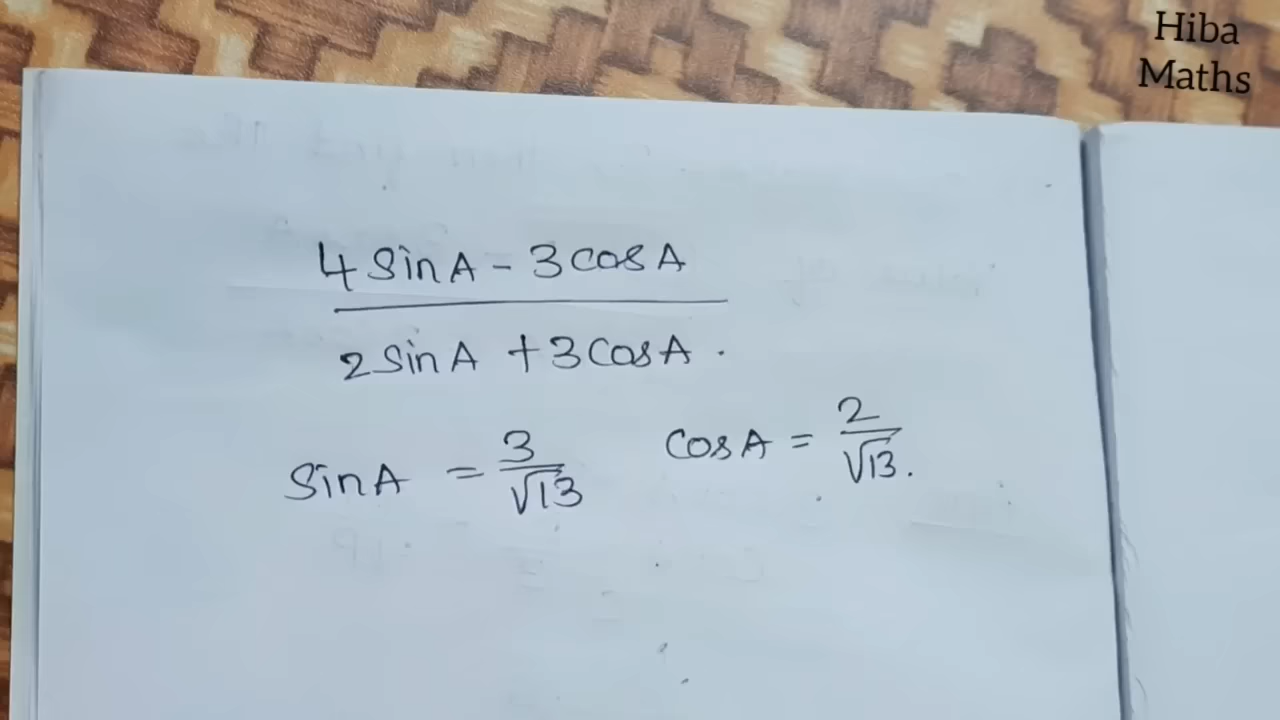 Hiba
Maths
4 sin A - 3 cos A
2 sin A + 3 cos A .
sin A = 3/√13 cos A = 2/√13 .